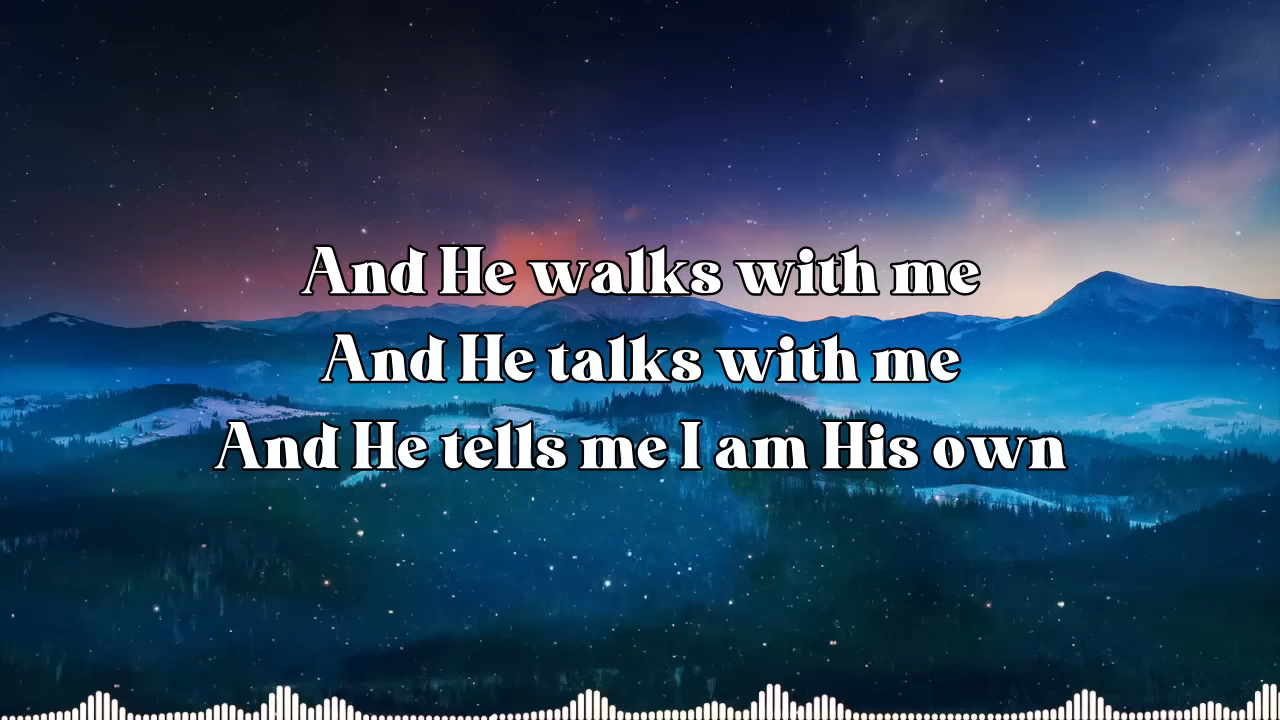 And He walks with me
And He talks with me
And He tells me I am His own